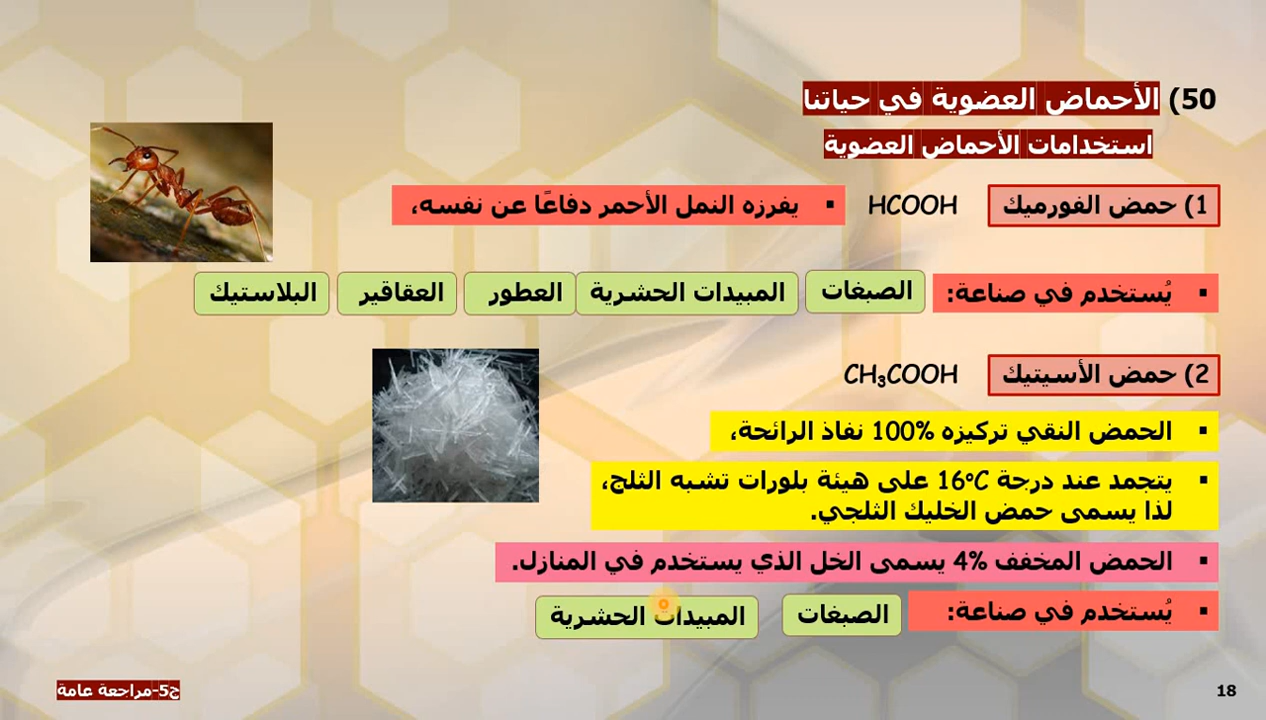 50) الأحماض العضوية في حياتنا
استخدامات الأحماض العضوية
1) حمض الفورميك HCOOH ▪ يفرزه النمل الأحمر دفاعًا عن نفسه،
▪ يُستخدم في صناعة: الصبغات المبيدات الحشرية العطور العقاقير البلاستيك
2) حمض الأسيتيك CH₃COOH
▪ الحمض النقي تركيزه 100% نفاذ الرائحة،
▪ يتجمد عند درجة 16°C على هيئة بلورات تشبه الثلج،
لذا يسمى حمض الخليك الثلجي.
▪ الحمض المخفف 4% يسمى الخل الذي يستخدم في المنازل.
▪ يُستخدم في صناعة: الصبغات المبيدات الحشرية
ج5-مراجعة عامة
18